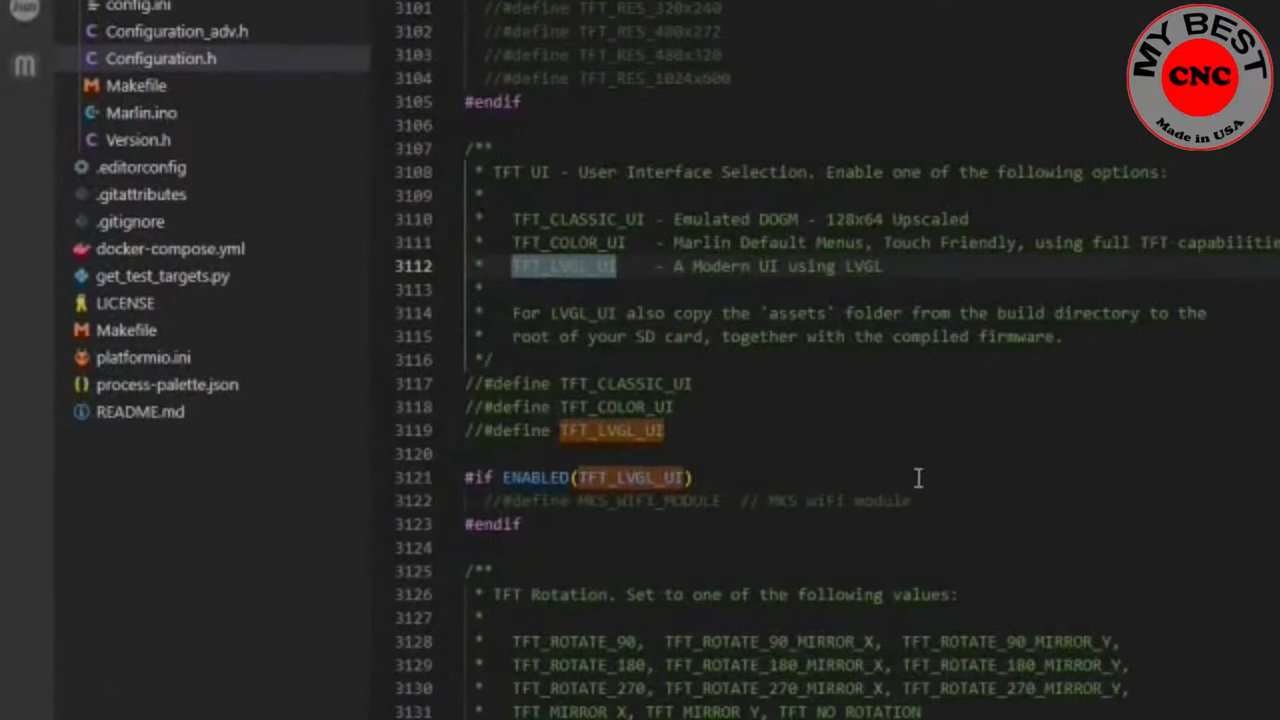 config.ini
Configuration_adv.h
Configuration.h
Makefile
Marlin.ino
Version.h
.editorconfig
.gitattributes
.gitignore
docker-compose.yml
get_test_targets.py
LICENSE
Makefile
platformio.ini
process-palette.json
README.md
3101 //#define TFT_RES_320x240
3102 //#define TFT_RES_480x272
3103 //#define TFT_RES_480x320
3104 //#define TFT_RES_1024x600
3105 #endif
3106
3107 /**
3108 * TFT UI - User Interface Selection. Enable one of the following options:
3109 *
3110 * TFT_CLASSIC_UI - Emulated DOGM - 128x64 Upscaled
3111 * TFT_COLOR_UI - Marlin Default Menus, Touch Friendly, using full TFT capabilitie
3112 * TFT_LVGL_UI - A Modern UI using LVGL
3113 *
3114 * For LVGL_UI also copy the 'assets' folder from the build directory to the
3115 * root of your SD card, together with the compiled firmware.
3116 */
3117 //#define TFT_CLASSIC_UI
3118 //#define TFT_COLOR_UI
3119 //#define TFT_LVGL_UI
3120
3121 #if ENABLED(TFT_LVGL_UI)
3122 //#define MKS_WIFI_MODULE // MKS WiFi module
3123 #endif
3124
3125 /**
3126 * TFT Rotation. Set to one of the following values:
3127 *
3128 * TFT_ROTATE_90, TFT_ROTATE_90_MIRROR_X, TFT_ROTATE_90_MIRROR_Y,
3129 * TFT_ROTATE_180, TFT_ROTATE_180_MIRROR_X, TFT_ROTATE_180_MIRROR_Y,
3130 * TFT_ROTATE_270, TFT_ROTATE_270_MIRROR_X, TFT_ROTATE_270_MIRROR_Y,
3131 * TFT_MIRROR_X, TFT_MIRROR_Y, TFT_NO_ROTATION
MY BEST
CNC
Made in USA